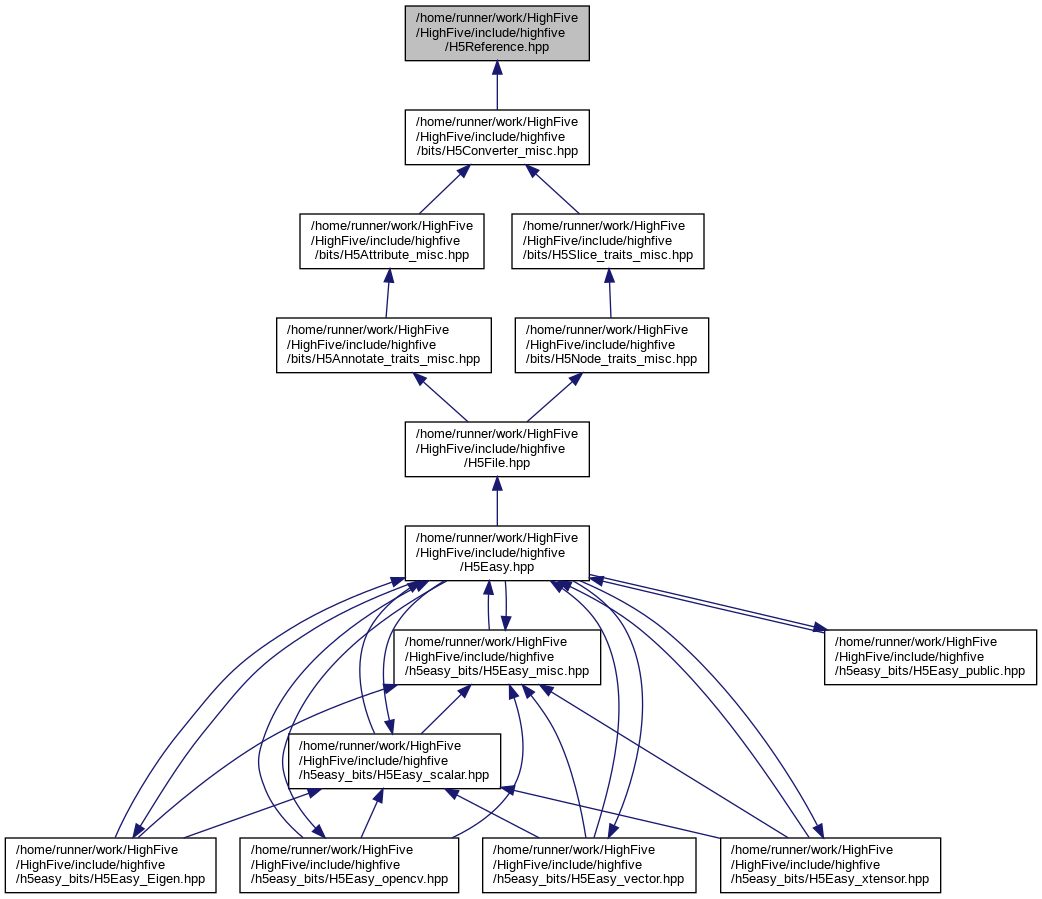 /home/runner/work/HighFive
/HighFive/include/highfive
/H5Reference.hpp
/home/runner/work/HighFive
/HighFive/include/highfive
/bits/H5Converter_misc.hpp
/home/runner/work/HighFive
/HighFive/include/highfive
/bits/H5Attribute_misc.hpp
/home/runner/work/HighFive
/HighFive/include/highfive
/bits/H5Slice_traits_misc.hpp
/home/runner/work/HighFive
/HighFive/include/highfive
/bits/H5Annotate_traits_misc.hpp
/home/runner/work/HighFive
/HighFive/include/highfive
/bits/H5Node_traits_misc.hpp
/home/runner/work/HighFive
/HighFive/include/highfive
/H5File.hpp
/home/runner/work/HighFive
/HighFive/include/highfive
/H5Easy.hpp
/home/runner/work/HighFive
/HighFive/include/highfive
/h5easy_bits/H5Easy_misc.hpp
/home/runner/work/HighFive
/HighFive/include/highfive
/h5easy_bits/H5Easy_public.hpp
/home/runner/work/HighFive
/HighFive/include/highfive
/h5easy_bits/H5Easy_scalar.hpp
/home/runner/work/HighFive
/HighFive/include/highfive
/h5easy_bits/H5Easy_Eigen.hpp
/home/runner/work/HighFive
/HighFive/include/highfive
/h5easy_bits/H5Easy_opencv.hpp
/home/runner/work/HighFive
/HighFive/include/highfive
/h5easy_bits/H5Easy_vector.hpp
/home/runner/work/HighFive
/HighFive/include/highfive
/h5easy_bits/H5Easy_xtensor.hpp